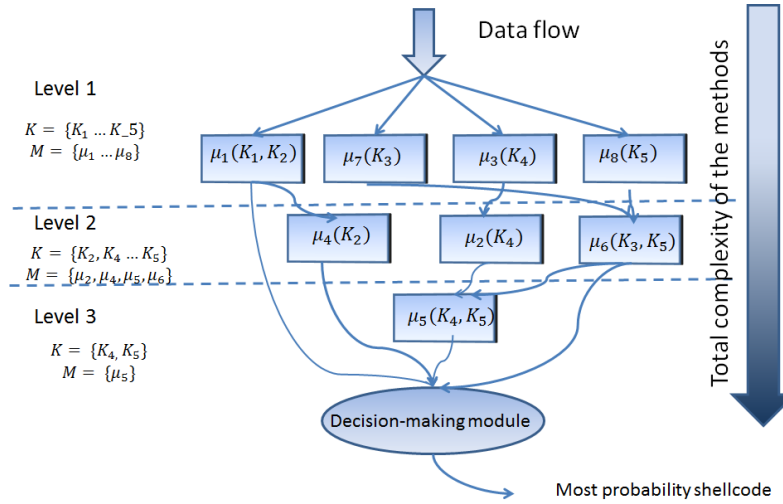 Data flow
Level 1
K = {K₁ … K_5}
M = {μ₁ … μ₈}
μ₁(K₁, K₂)
μ₇(K₃)
μ₃(K₄)
μ₈(K₅)
Level 2
K = {K₂, K₄ … K₅}
M = {μ₂, μ₄, μ₅, μ₆}
μ₄(K₂)
μ₂(K₄)
μ₆(K₃, K₅)
Level 3
K = {K₄, K₅}
M = {μ₅}
μ₅(K₄, K₅)
Decision-making module
Most probability shellcode
Total complexity of the methods